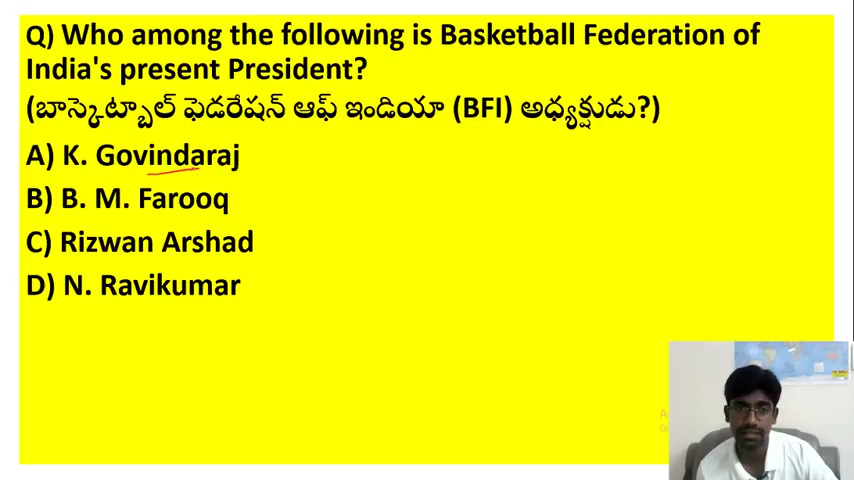 Q) Who among the following is Basketball Federation of
India's present President?
(బాస్కెట్బాల్ ఫెడరేషన్ ఆఫ్ ఇండియా (BFI) అధ్యక్షుడు?)
A) K. Govindaraj
B) B. M. Farooq
C) Rizwan Arshad
D) N. Ravikumar